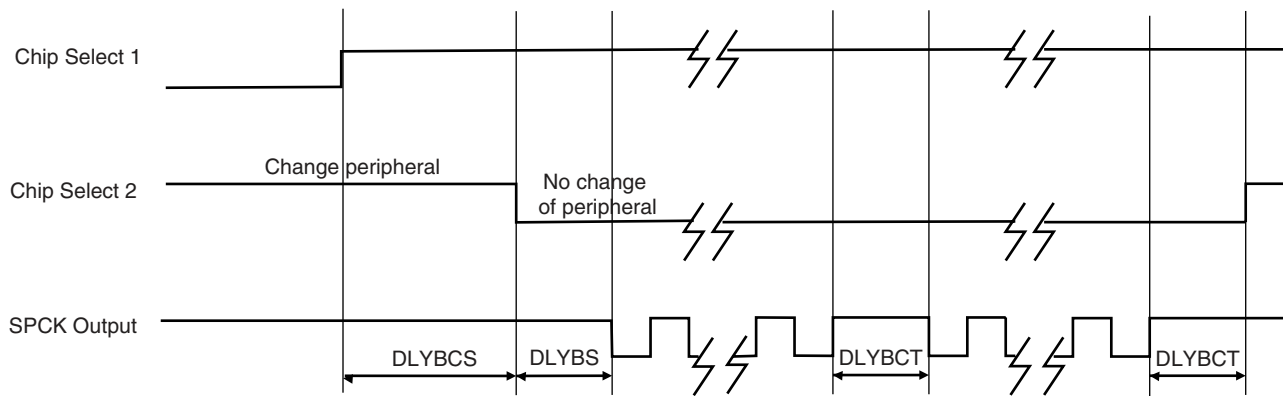 Chip Select 1
Change peripheral
Chip Select 2
No change
of peripheral
SPCK Output
DLYBCS
DLYBS
DLYBCT
DLYBCT